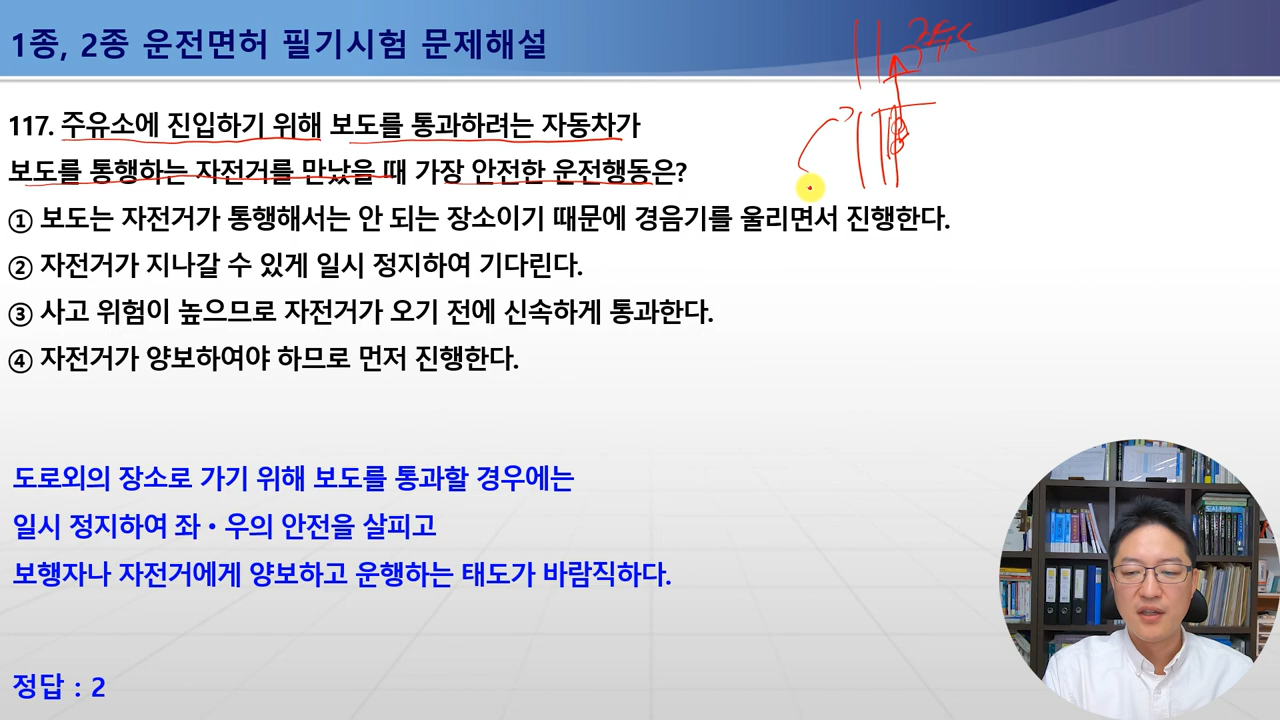 1종, 2종 운전면허 필기시험 문제해설
117. 주유소에 진입하기 위해 보도를 통과하려는 자동차가
보도를 통행하는 자전거를 만났을 때 가장 안전한 운전행동은?
① 보도는 자전거가 통행해서는 안 되는 장소이기 때문에 경음기를 울리면서 진행한다.
② 자전거가 지나갈 수 있게 일시 정지하여 기다린다.
③ 사고 위험이 높으므로 자전거가 오기 전에 신속하게 통과한다.
④ 자전거가 양보하여야 하므로 먼저 진행한다.
도로외의 장소로 가기 위해 보도를 통과할 경우에는
일시 정지하여 좌·우의 안전을 살피고
보행자나 자전거에게 양보하고 운행하는 태도가 바람직하다.
정답 : 2